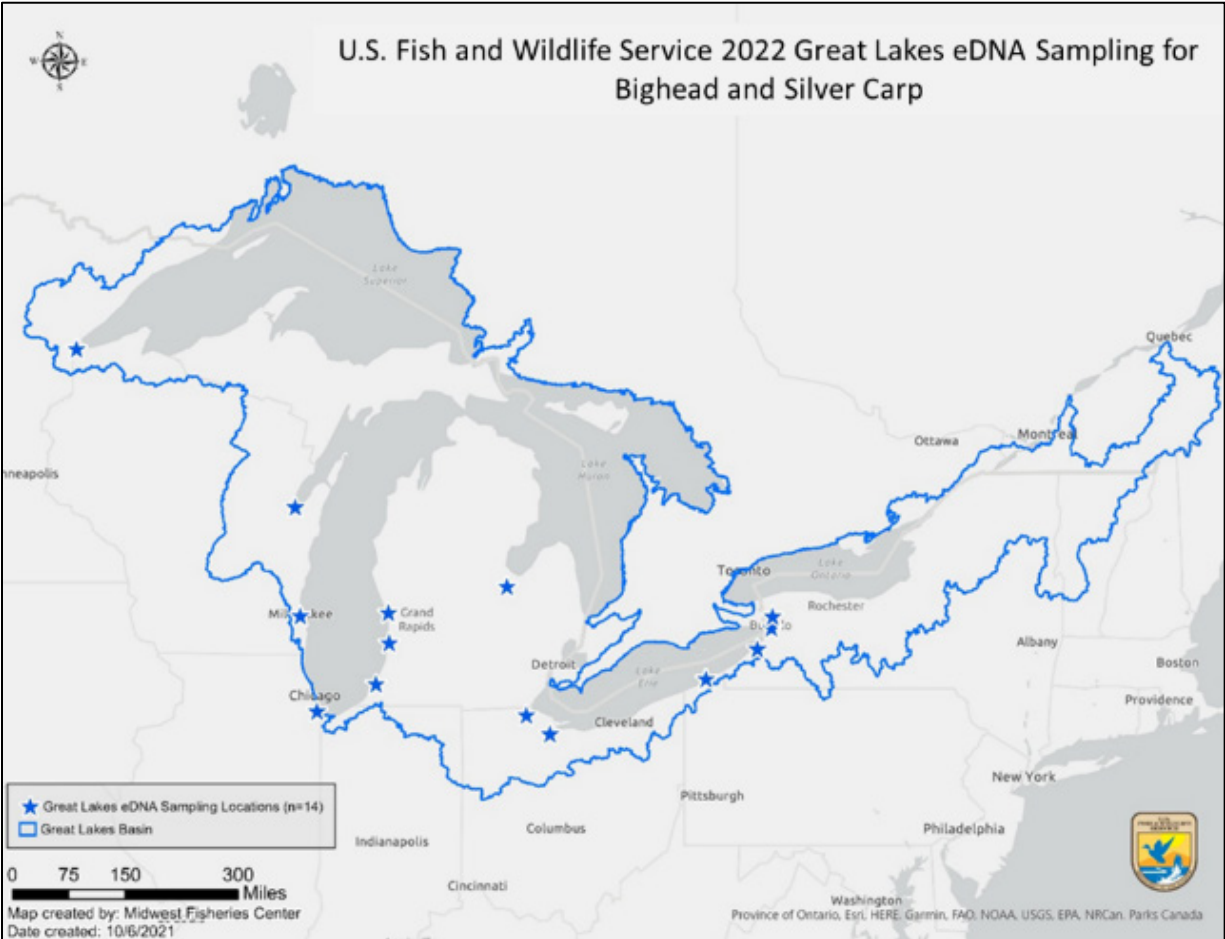 U.S. Fish and Wildlife Service 2022 Great Lakes eDNA Sampling for
Bighead and Silver Carp
N
W
E
S
Lake
Superior
Quebec
Ottawa
Montreal
Lake
Huron
Toronto
Lake
Ontario
Rochester
Grand
Rapids
Albany
Detroit
Lake
Erie
Boston
Chicago
Providence
Cleveland
New York
Pittsburgh
Columbus
Philadelphia
Indianapolis
Cincinnati
Washington
Great Lakes eDNA Sampling Locations (n=14)
Great Lakes Basin
0 75 150 300
Miles
Map created by: Midwest Fisheries Center
Date created: 10/6/2021
Province of Ontario, Esri, HERE, Garmin, FAO, NOAA, USGS, EPA, NRCan, Parks Canada